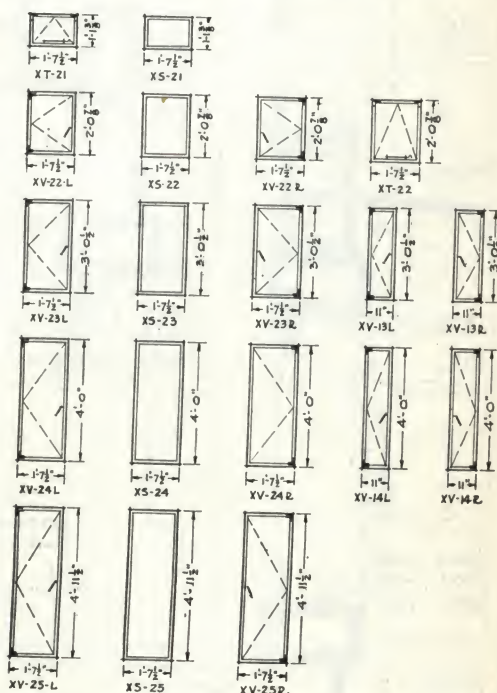 1'-7½"
XT-21
1'-7½"
XS-21
2'-0⅞"
2'-0⅞"
2'-0⅞"
2'-0⅞"
1'-7½"
XV-22-L
1'-7½"
XS-22
1'-7½"
XV-22R
1'-7½"
XT-22
3'-0½"
3'-0½"
3'-0½"
3'-0½"
3'-0½"
1'-7½"
XV-23L
1'-7½"
XS-23
1'-7½"
XV-23R
11"
XV-13L
11"
XV-13R
4'-0"
4'-0"
4'-0"
4'-0"
4'-0"
1'-7½"
XV-24L
1'-7½"
XS-24
1'-7½"
XV-24R
11"
XV-14L
11"
XV-14R
4'-11½"
4'-11½"
4'-11½"
1'-7½"
XV-25-L
1'-7½"
XS-25
1'-7½"
XV-25R